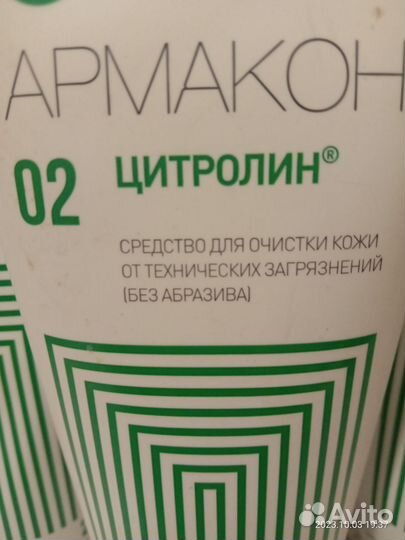 АРМАКОН
02 ЦИТРОЛИН®
СРЕДСТВО ДЛЯ ОЧИСТКИ КОЖИ
ОТ ТЕХНИЧЕСКИХ ЗАГРЯЗНЕНИЙ
(БЕЗ АБРАЗИВА)
Avito
2023.10.03 19:37